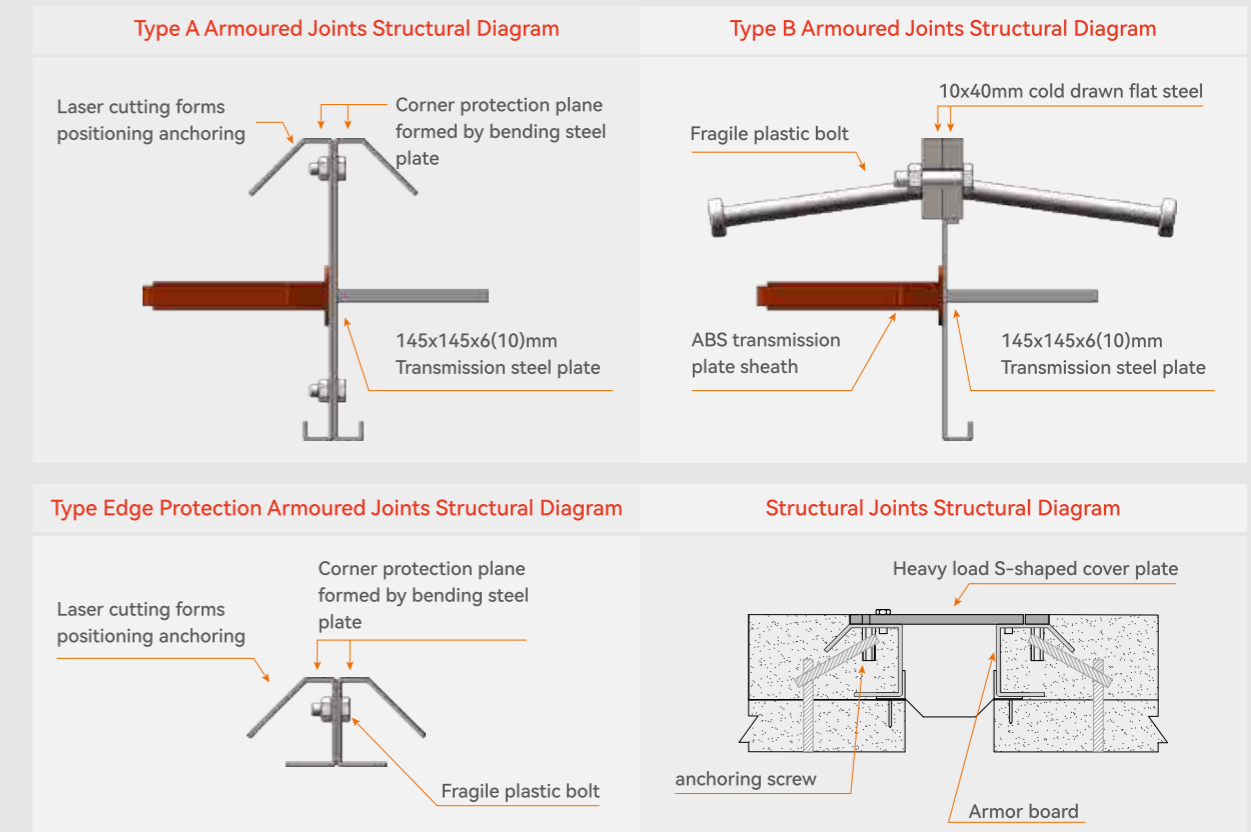 Type A Armoured Joints Structural Diagram
Laser cutting forms
positioning anchoring
Corner protection plane
formed by bending steel
plate
145x145x6(10)mm
Transmission steel plate
Type B Armoured Joints Structural Diagram
10x40mm cold drawn flat steel
Fragile plastic bolt
ABS transmission
plate sheath
145x145x6(10)mm
Transmission steel plate
Type Edge Protection Armoured Joints Structural Diagram
Corner protection plane
formed by bending steel
plate
Laser cutting forms
positioning anchoring
Fragile plastic bolt
Structural Joints Structural Diagram
Heavy load S-shaped cover plate
anchoring screw
Armor board